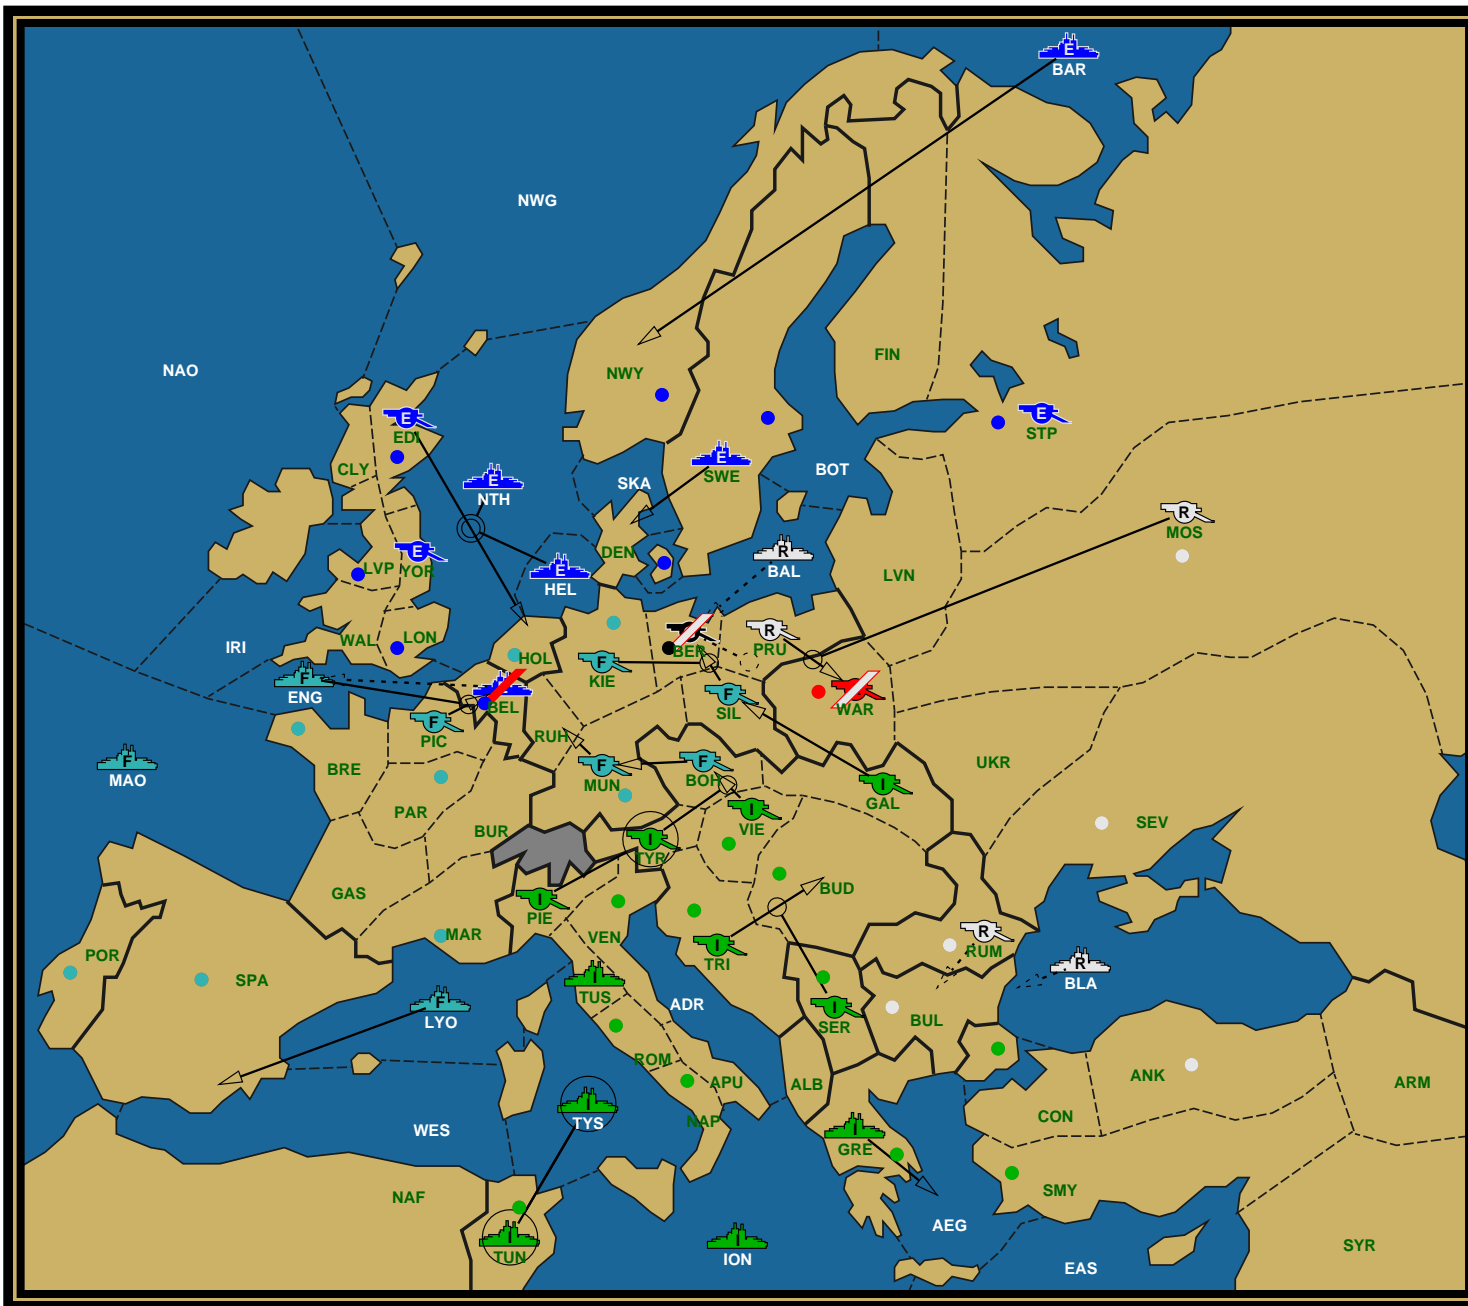 E
BAR
NWG
NAO
FIN
NWY
E
EDI
E
STP
CLY
E
NTH
SKA
E
SWE
BOT
R
MOS
E
YOR
LVP
DEN
R
BAL
E
HEL
LVN
IRI
WAL
LON
HOL
BER
R
PRU
F
KIE
F
ENG
BEL
F
SIL
WAR
F
PIC
RUH
F
MAO
BRE
F
MUN
F
BOH
I
GAL
UKR
PAR
BUR
I
VIE
SEV
I
TYR
GAS
I
PIE
BUD
MAR
VEN
I
TRI
R
RUM
POR
SPA
I
TUS
R
BLA
F
LYO
ADR
I
SER
BUL
ROM
APU
ALB
ANK
ARM
I
TYS
NAP
CON
WES
I
GRE
NAF
SMY
AEG
I
TUN
I
ION
SYR
EAS